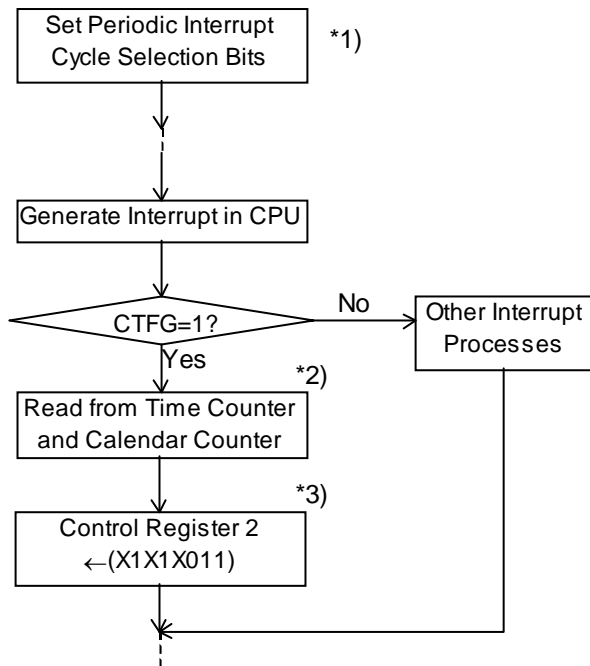 Set Periodic Interrupt
Cycle Selection Bits
*1)
Generate Interrupt in CPU
CTFG=1?
No
Other Interrupt
Processes
Yes
*2)
Read from Time Counter
and Calendar Counter
*3)
Control Register 2
←(X1X1X011)